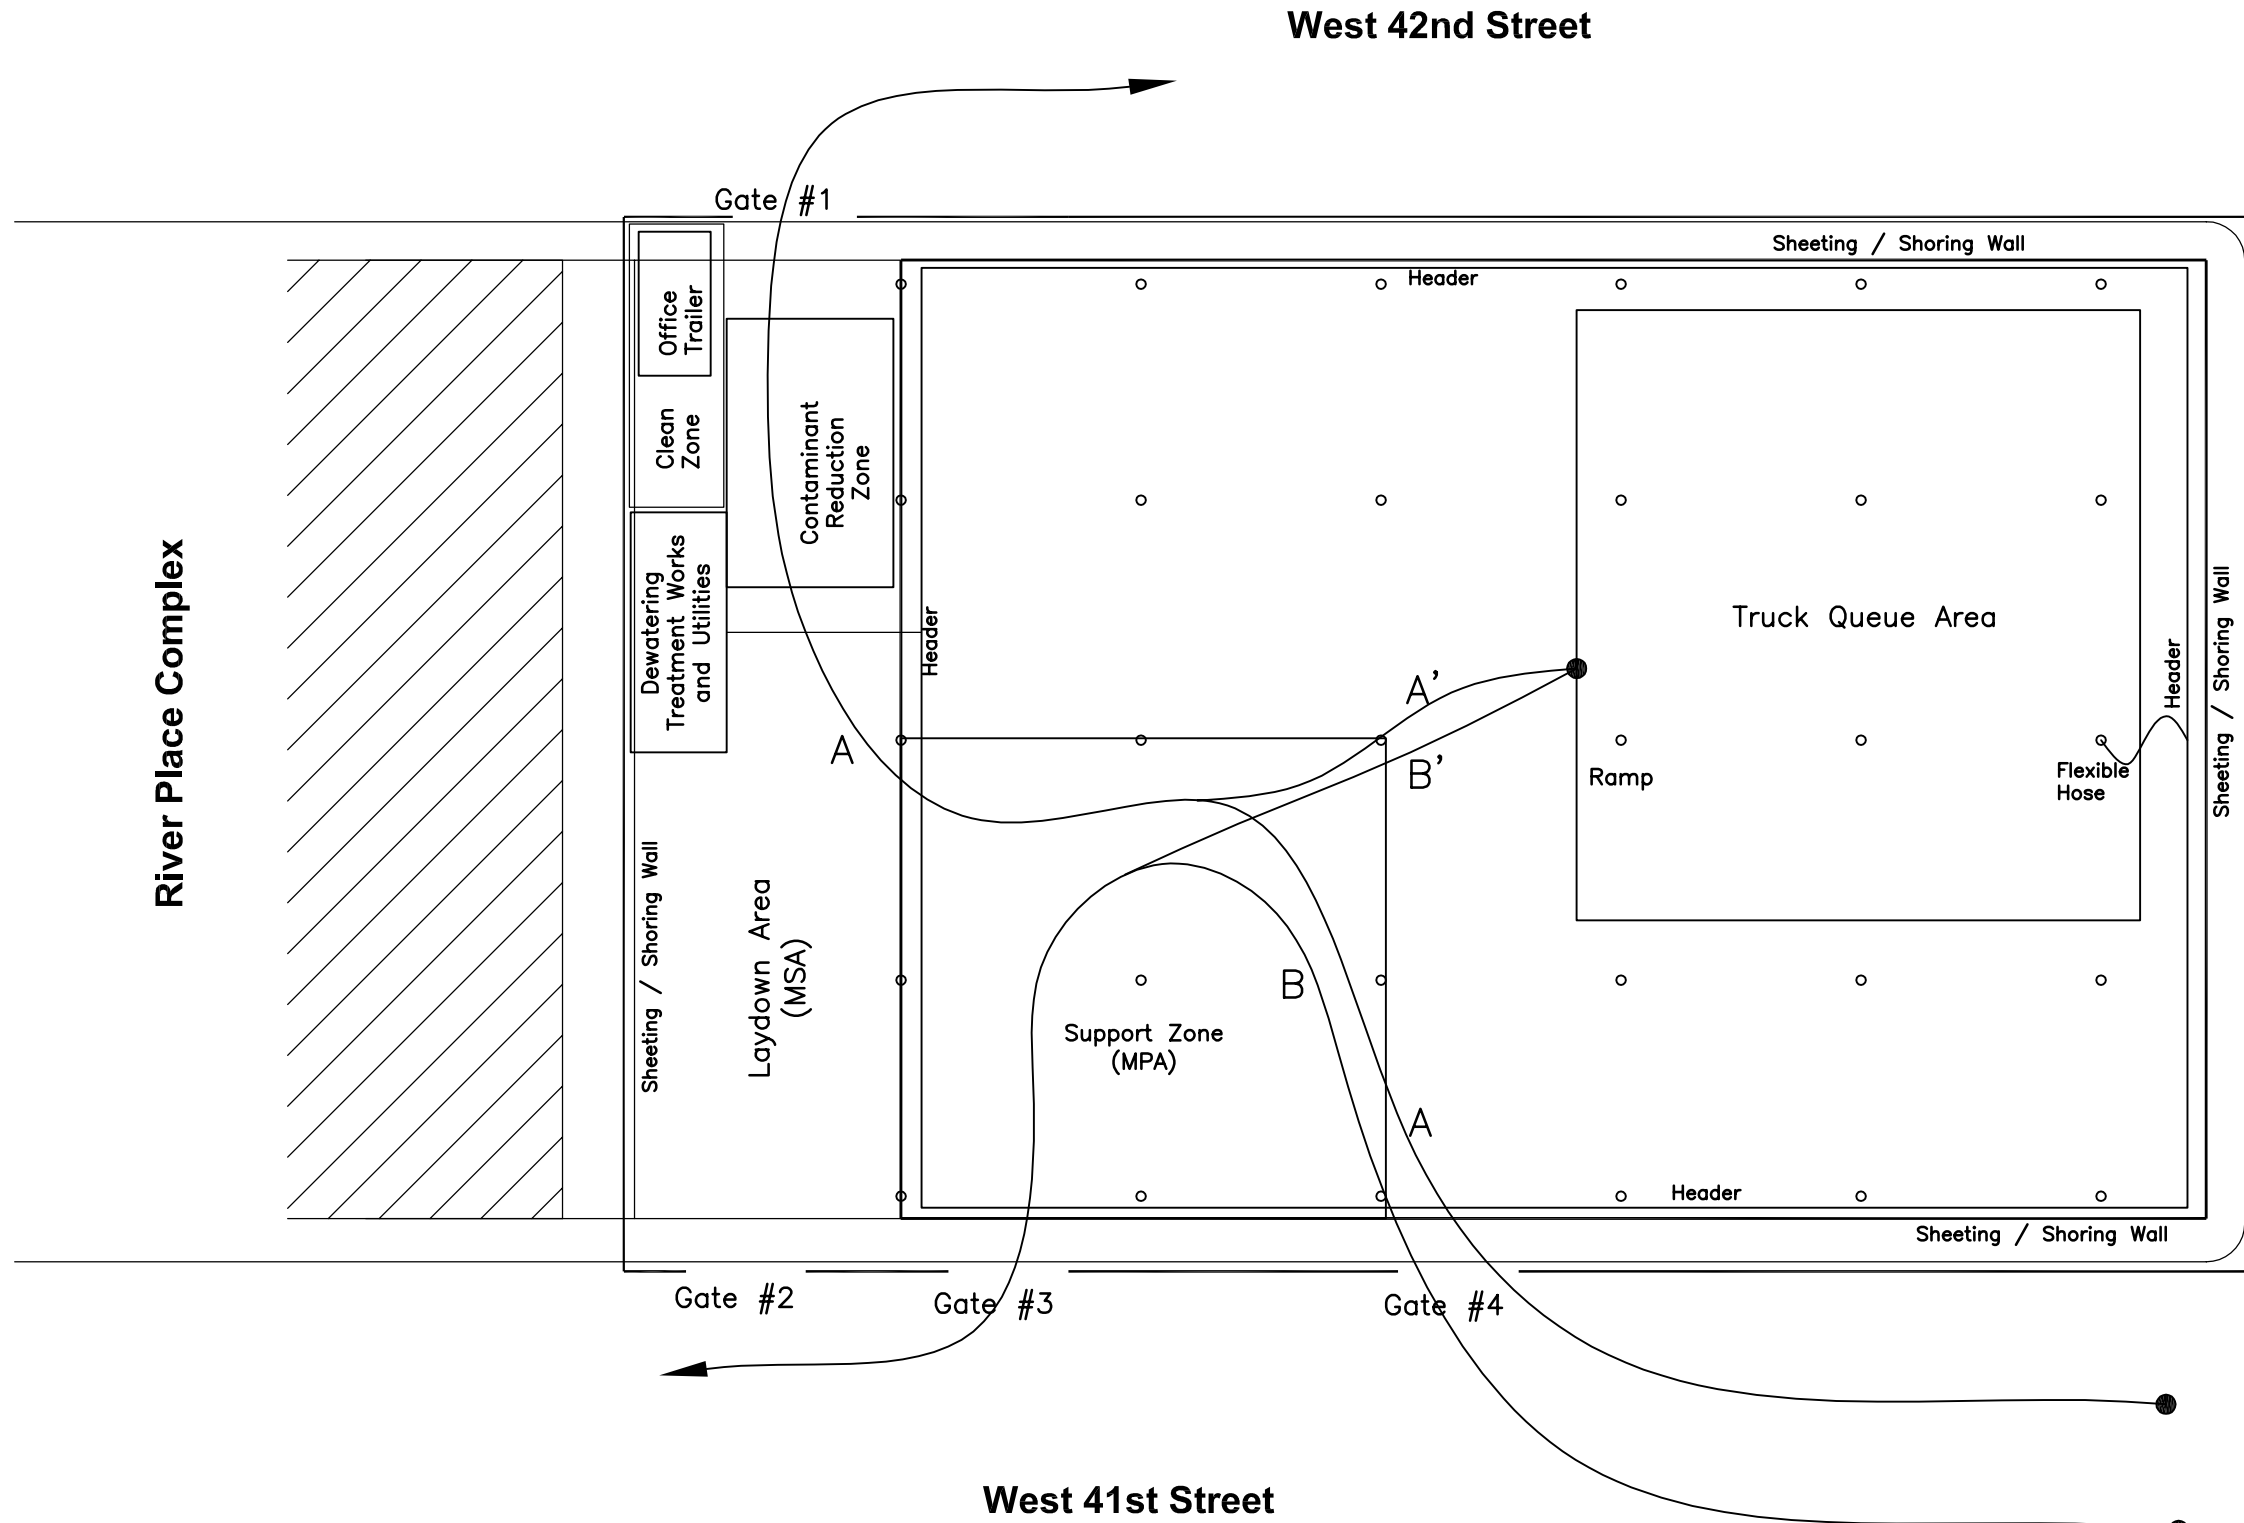 West 42nd Street
Gate #1
Sheeting / Shoring Wall
Header
Office
Trailer
Clean
Zone
Contaminant
Reduction
Zone
Dewatering
Treatment Works
and Utilities
Header
River Place Complex
Truck Queue Area
Header
Sheeting / Shoring Wall
A'
A
B'
Ramp
Flexible
Hose
Sheeting / Shoring Wall
Laydown Area
(MSA)
B
Support Zone
(MPA)
A
Header
Sheeting / Shoring Wall
Gate #2
Gate #3
Gate #4
West 41st Street